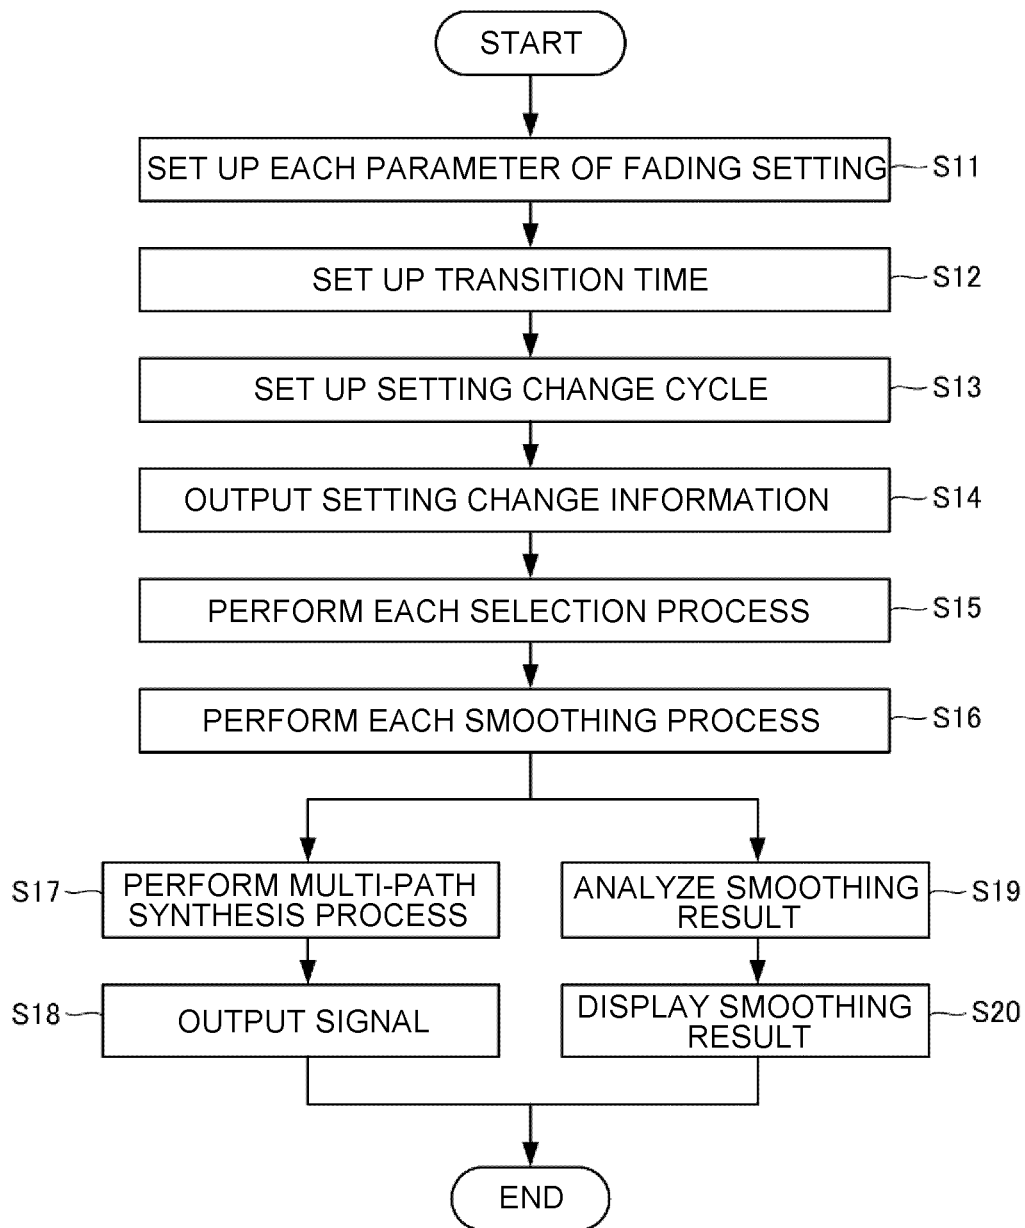 START
SET UP EACH PARAMETER OF FADING SETTING
S11
SET UP TRANSITION TIME
S12
SET UP SETTING CHANGE CYCLE
S13
OUTPUT SETTING CHANGE INFORMATION
S14
PERFORM EACH SELECTION PROCESS
S15
PERFORM EACH SMOOTHING PROCESS
S16
S17
PERFORM MULTI-PATH
SYNTHESIS PROCESS
ANALYZE SMOOTHING
RESULT
S19
S18
OUTPUT SIGNAL
DISPLAY SMOOTHING
RESULT
S20
END